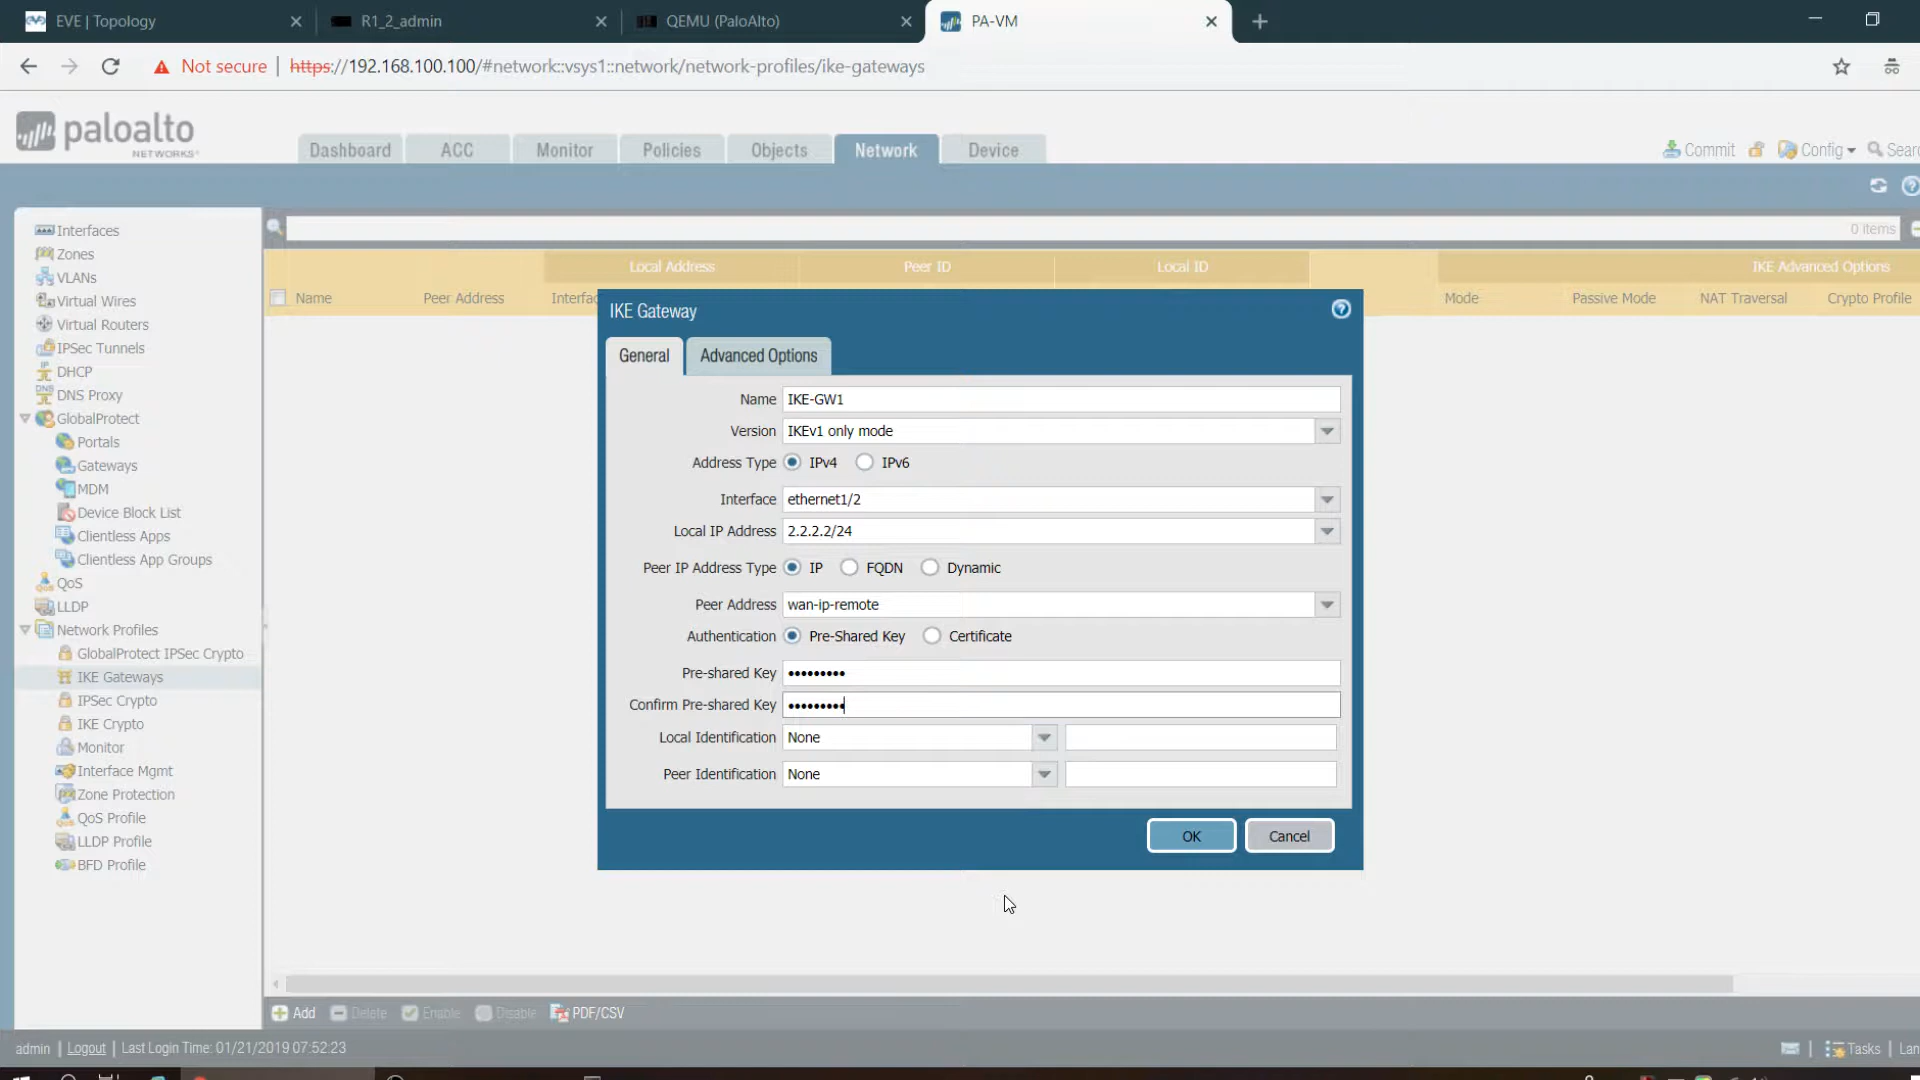 EVE | Topology
R1_2_admin
QEMU (PaloAlto)
PA-VM
Not secure | https://192.168.100.100/#network::vsys1::network/network-profiles/ike-gateways
paloalto
NETWORKS
Dashboard
ACC
Monitor
Policies
Objects
Network
Device
Commit
Config
0 items
Interfaces
Zones
VLANs
Virtual Wires
Virtual Routers
IPSec Tunnels
DHCP
DNS Proxy
GlobalProtect
Portals
Gateways
MDM
Device Block List
Clientless Apps
Clientless App Groups
QoS
LLDP
Network Profiles
GlobalProtect IPSec Crypto
IKE Gateways
IPSec Crypto
IKE Crypto
Monitor
Interface Mgmt
Zone Protection
QoS Profile
LLDP Profile
BFD Profile
Local Address
Peer ID
Local ID
IKE Advanced Options
Name
Peer Address
Mode
Passive Mode
NAT Traversal
Crypto Profile
IKE Gateway
General
Advanced Options
Name IKE-GW1
Version IKEv1 only mode
Address Type IPv4 IPv6
Interface ethernet1/2
Local IP Address 2.2.2.2/24
Peer IP Address Type IP FQDN Dynamic
Peer Address wan-ip-remote
Authentication Pre-Shared Key Certificate
Pre-shared Key •••••••••
Confirm Pre-shared Key •••••••••
Local Identification None
Peer Identification None
OK
Cancel
Add
Delete
Enable
Disable
PDF/CSV
admin | Logout | Last Login Time: 01/21/2019 07:52:23
Tasks